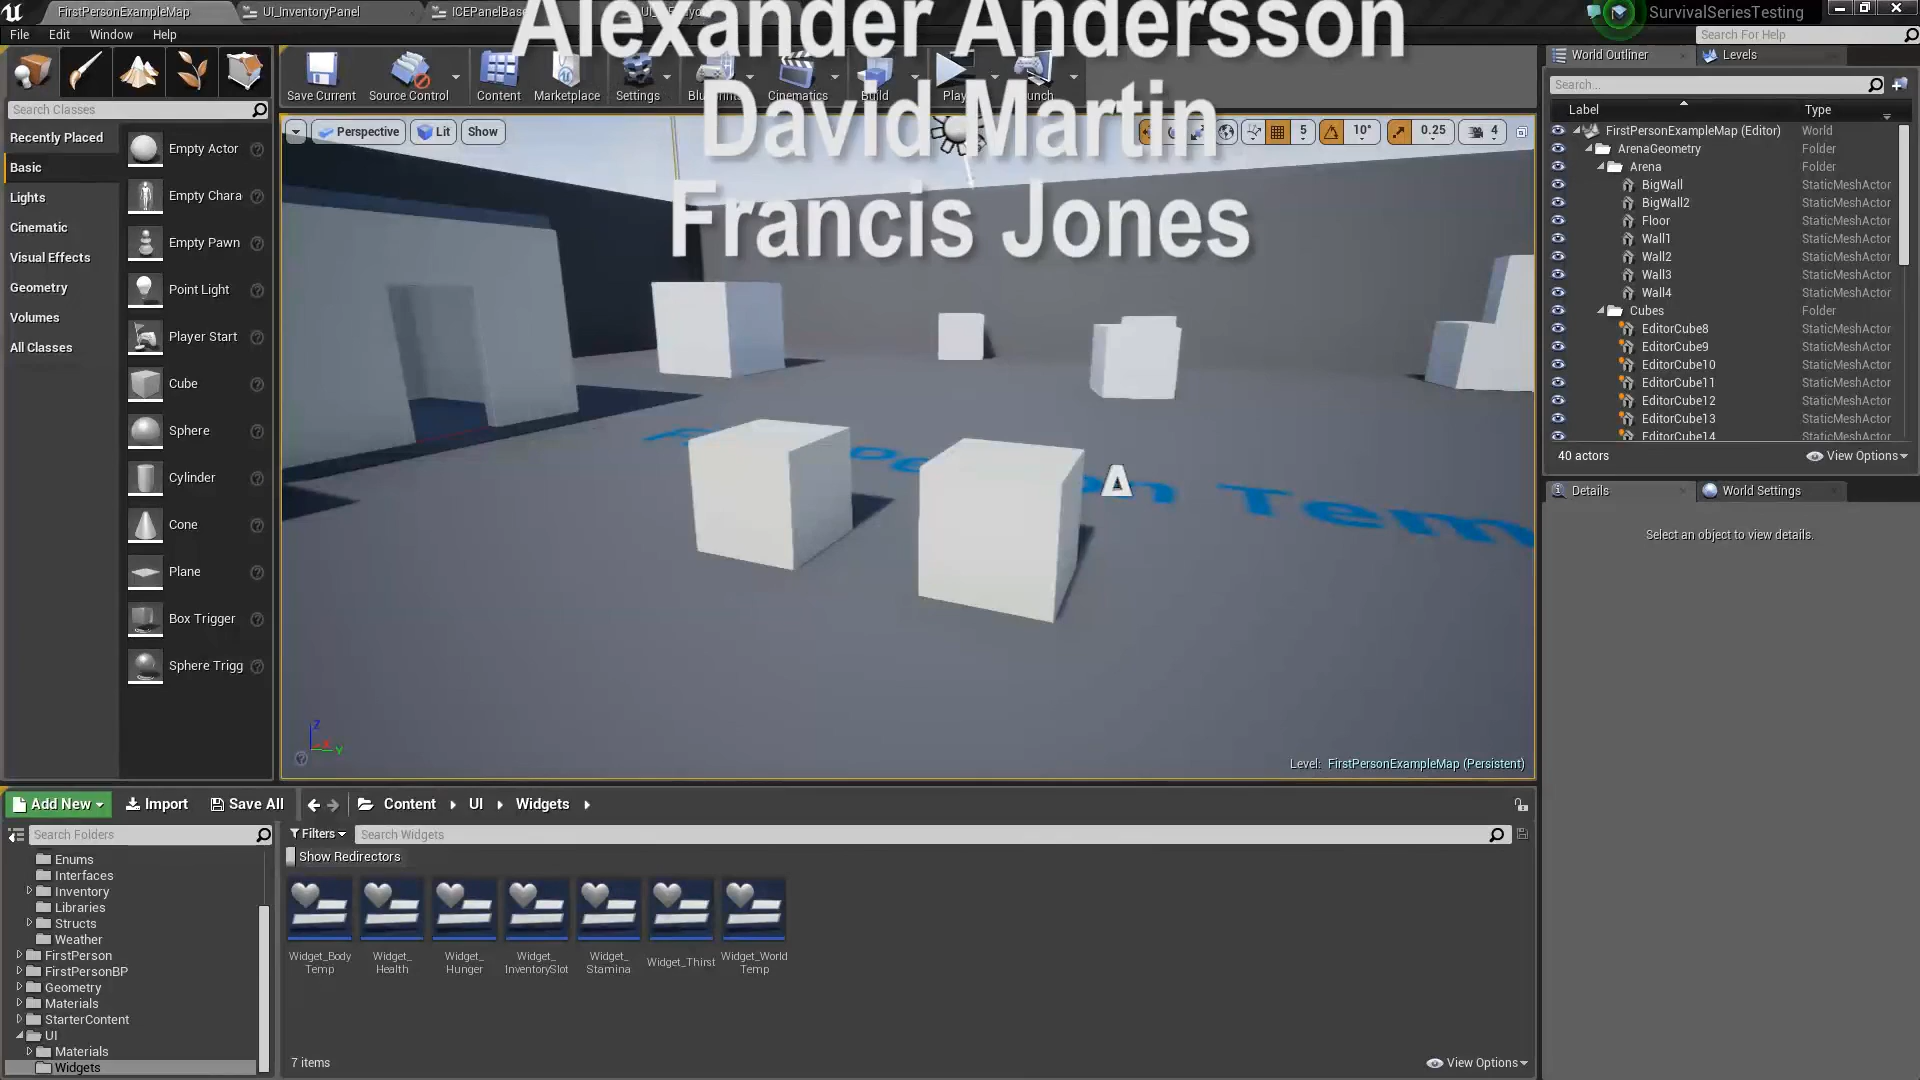 FirstPersonExampleMap
UI_InventoryPanel
ICEPanelBase
SurvivalSeriesTesting
Alexander Andersson
David Martin
Francis Jones
File
Edit
Window
Help
Search For Help
Save Current
Source Control
Content
Marketplace
Settings
Cinematics
Build
Play
World Outliner
Levels
Search...
Label
Type
FirstPersonExampleMap (Editor) World
ArenaGeometry Folder
Arena Folder
BigWall StaticMeshActor
BigWall2 StaticMeshActor
Floor StaticMeshActor
Wall1 StaticMeshActor
Wall2 StaticMeshActor
Wall3 StaticMeshActor
Wall4 StaticMeshActor
Cubes Folder
EditorCube8 StaticMeshActor
EditorCube9 StaticMeshActor
EditorCube10 StaticMeshActor
EditorCube11 StaticMeshActor
EditorCube12 StaticMeshActor
EditorCube13 StaticMeshActor
EditorCube14 StaticMeshActor
40 actors
View Options
Details
World Settings
Select an object to view details.
Search Classes
Recently Placed
Basic
Lights
Cinematic
Visual Effects
Geometry
Volumes
All Classes
Empty Actor
Empty Chara
Empty Pawn
Point Light
Player Start
Cube
Sphere
Cylinder
Cone
Plane
Box Trigger
Sphere Trigg
Perspective
Lit
Show
5
10°
0.25
4
Z
X
Y
Level: FirstPersonExampleMap (Persistent)
Add New
Import
Save All
Content
UI
Widgets
Search Folders
Filters
Search Widgets
Show Redirectors
Enums
Interfaces
Inventory
Libraries
Structs
Weather
FirstPerson
FirstPersonBP
Geometry
Materials
StarterContent
UI
Materials
Widgets
Widget_Body
Temp
Widget_
Health
Widget_
Hunger
Widget_
InventorySlot
Widget_
Stamina
Widget_Thirst
Widget_World
Temp
7 items
View Options